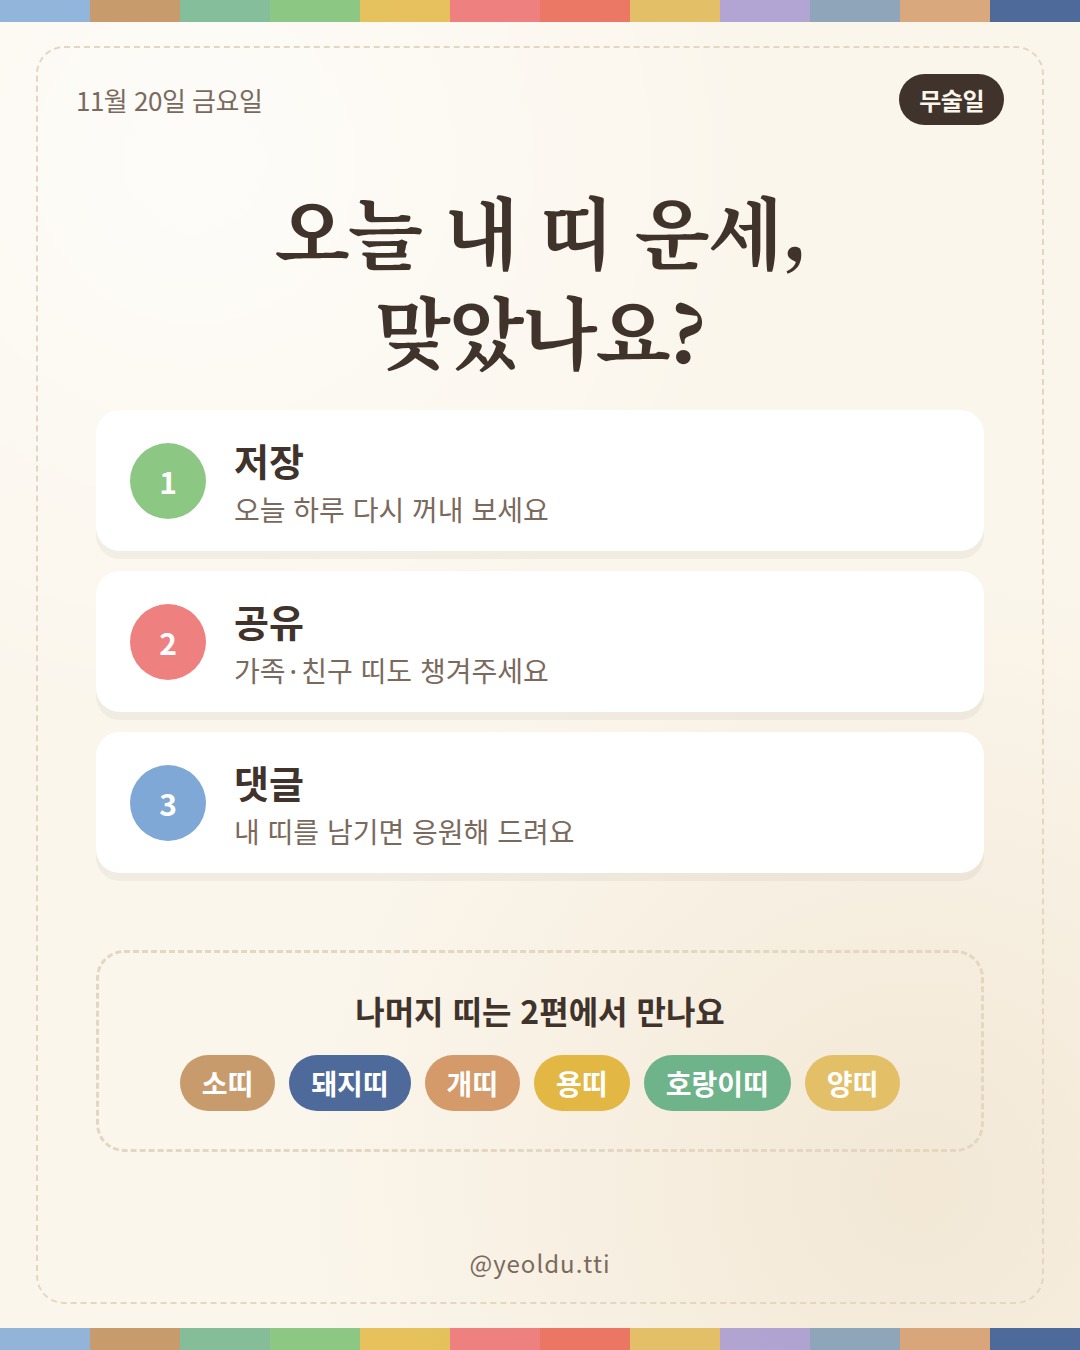 11월 20일 금요일
무술일
오늘 내 띠 운세,
맞았나요?
1
저장
오늘 하루 다시 꺼내 보세요
2
공유
가족·친구 띠도 챙겨주세요
3
댓글
내 띠를 남기면 응원해 드려요
나머지 띠는 2편에서 만나요
소띠 돼지띠 개띠 용띠 호랑이띠 양띠
@yeoldu.tti